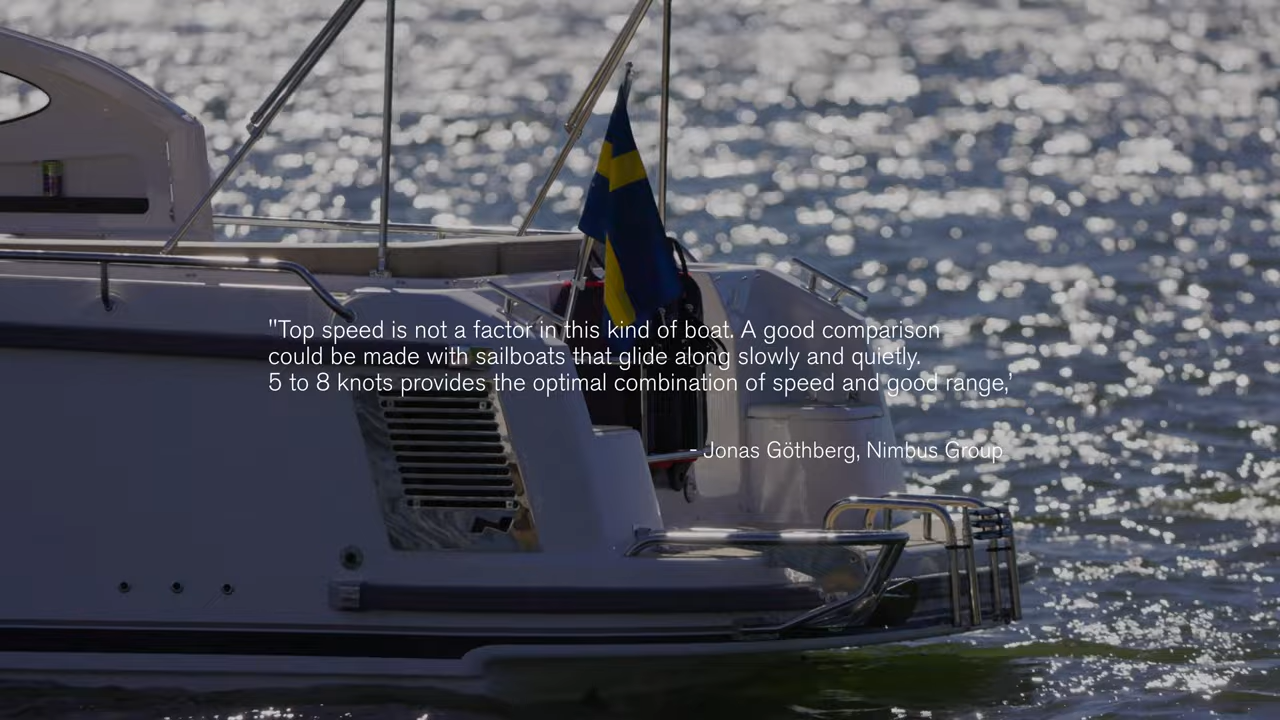 "Top speed is not a factor in this kind of boat. A good comparison
could be made with sailboats that glide along slowly and quietly.
5 to 8 knots provides the optimal combination of speed and good range,'
- Jonas Göthberg, Nimbus Group